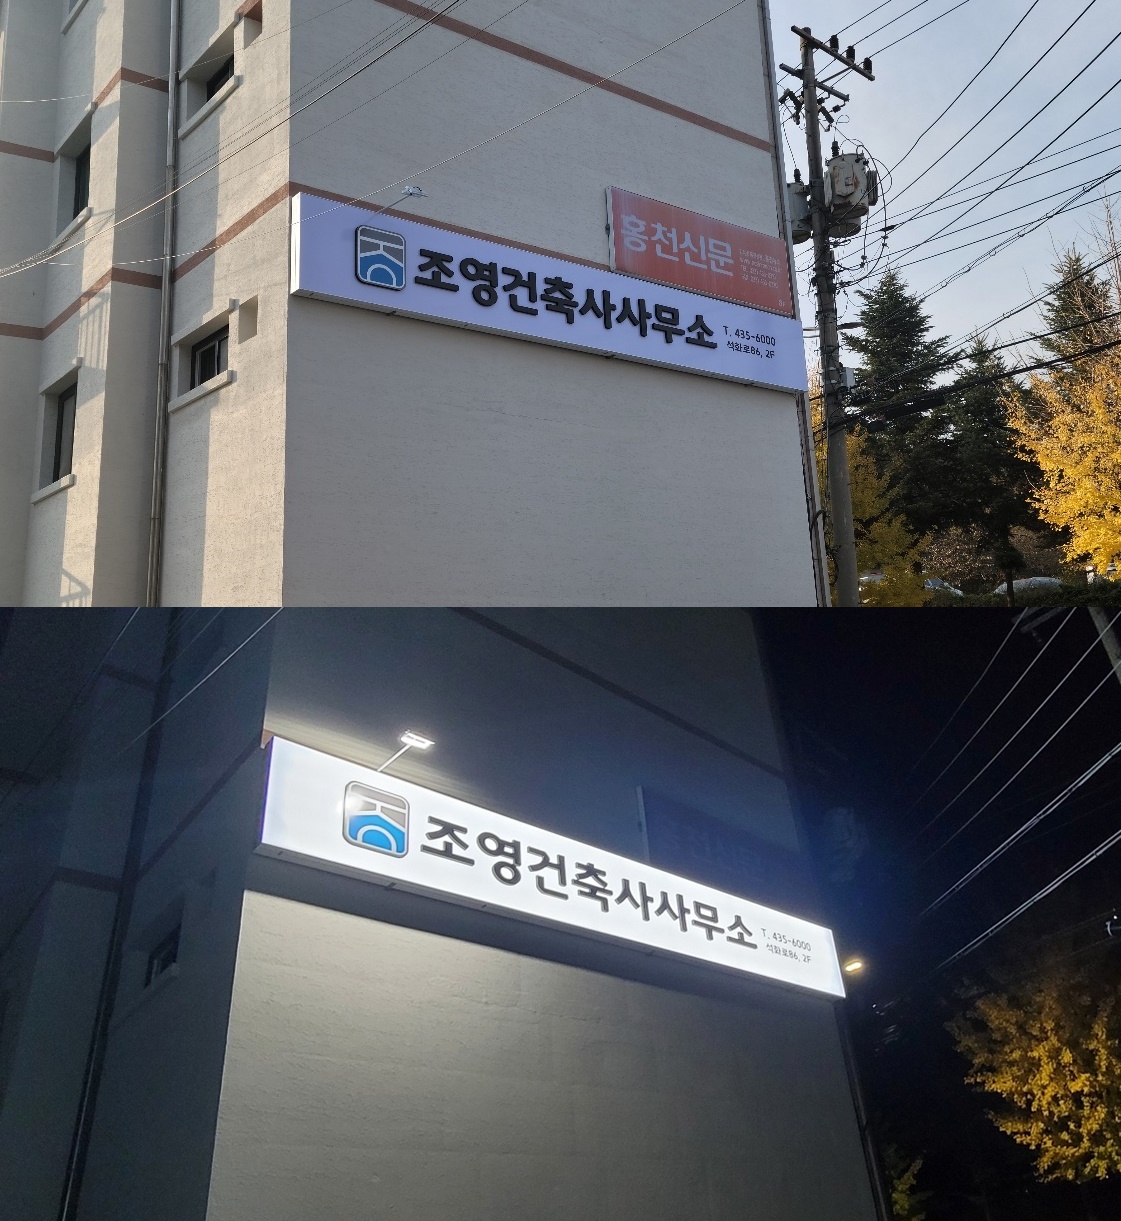 홍천신문
조영건축사사무소
T. 435-6000
석화로86, 2F
조영건축사사무소
T. 435-6000
석화로86, 2F